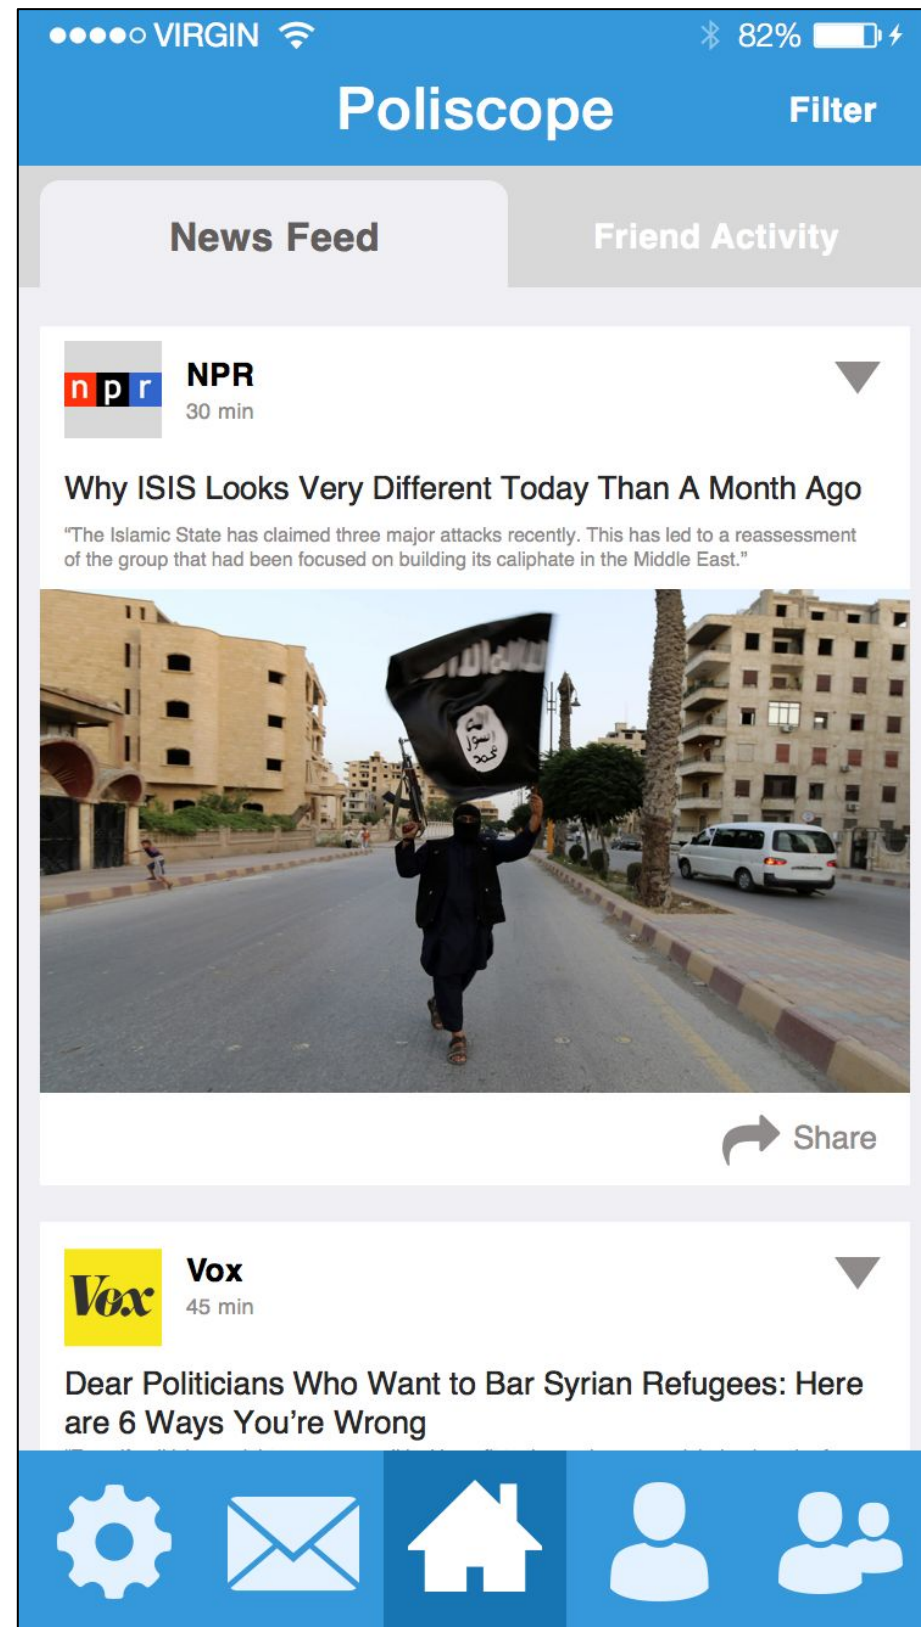 VIRGIN 82%
Poliscope Filter
News Feed Friend Activity
npr NPR
30 min
Why ISIS Looks Very Different Today Than A Month Ago
“The Islamic State has claimed three major attacks recently. This has led to a reassessment
of the group that had been focused on building its caliphate in the Middle East.”
الله
رسول
محمد
Share
Vox Vox
45 min
Dear Politicians Who Want to Bar Syrian Refugees: Here
are 6 Ways You’re Wrong